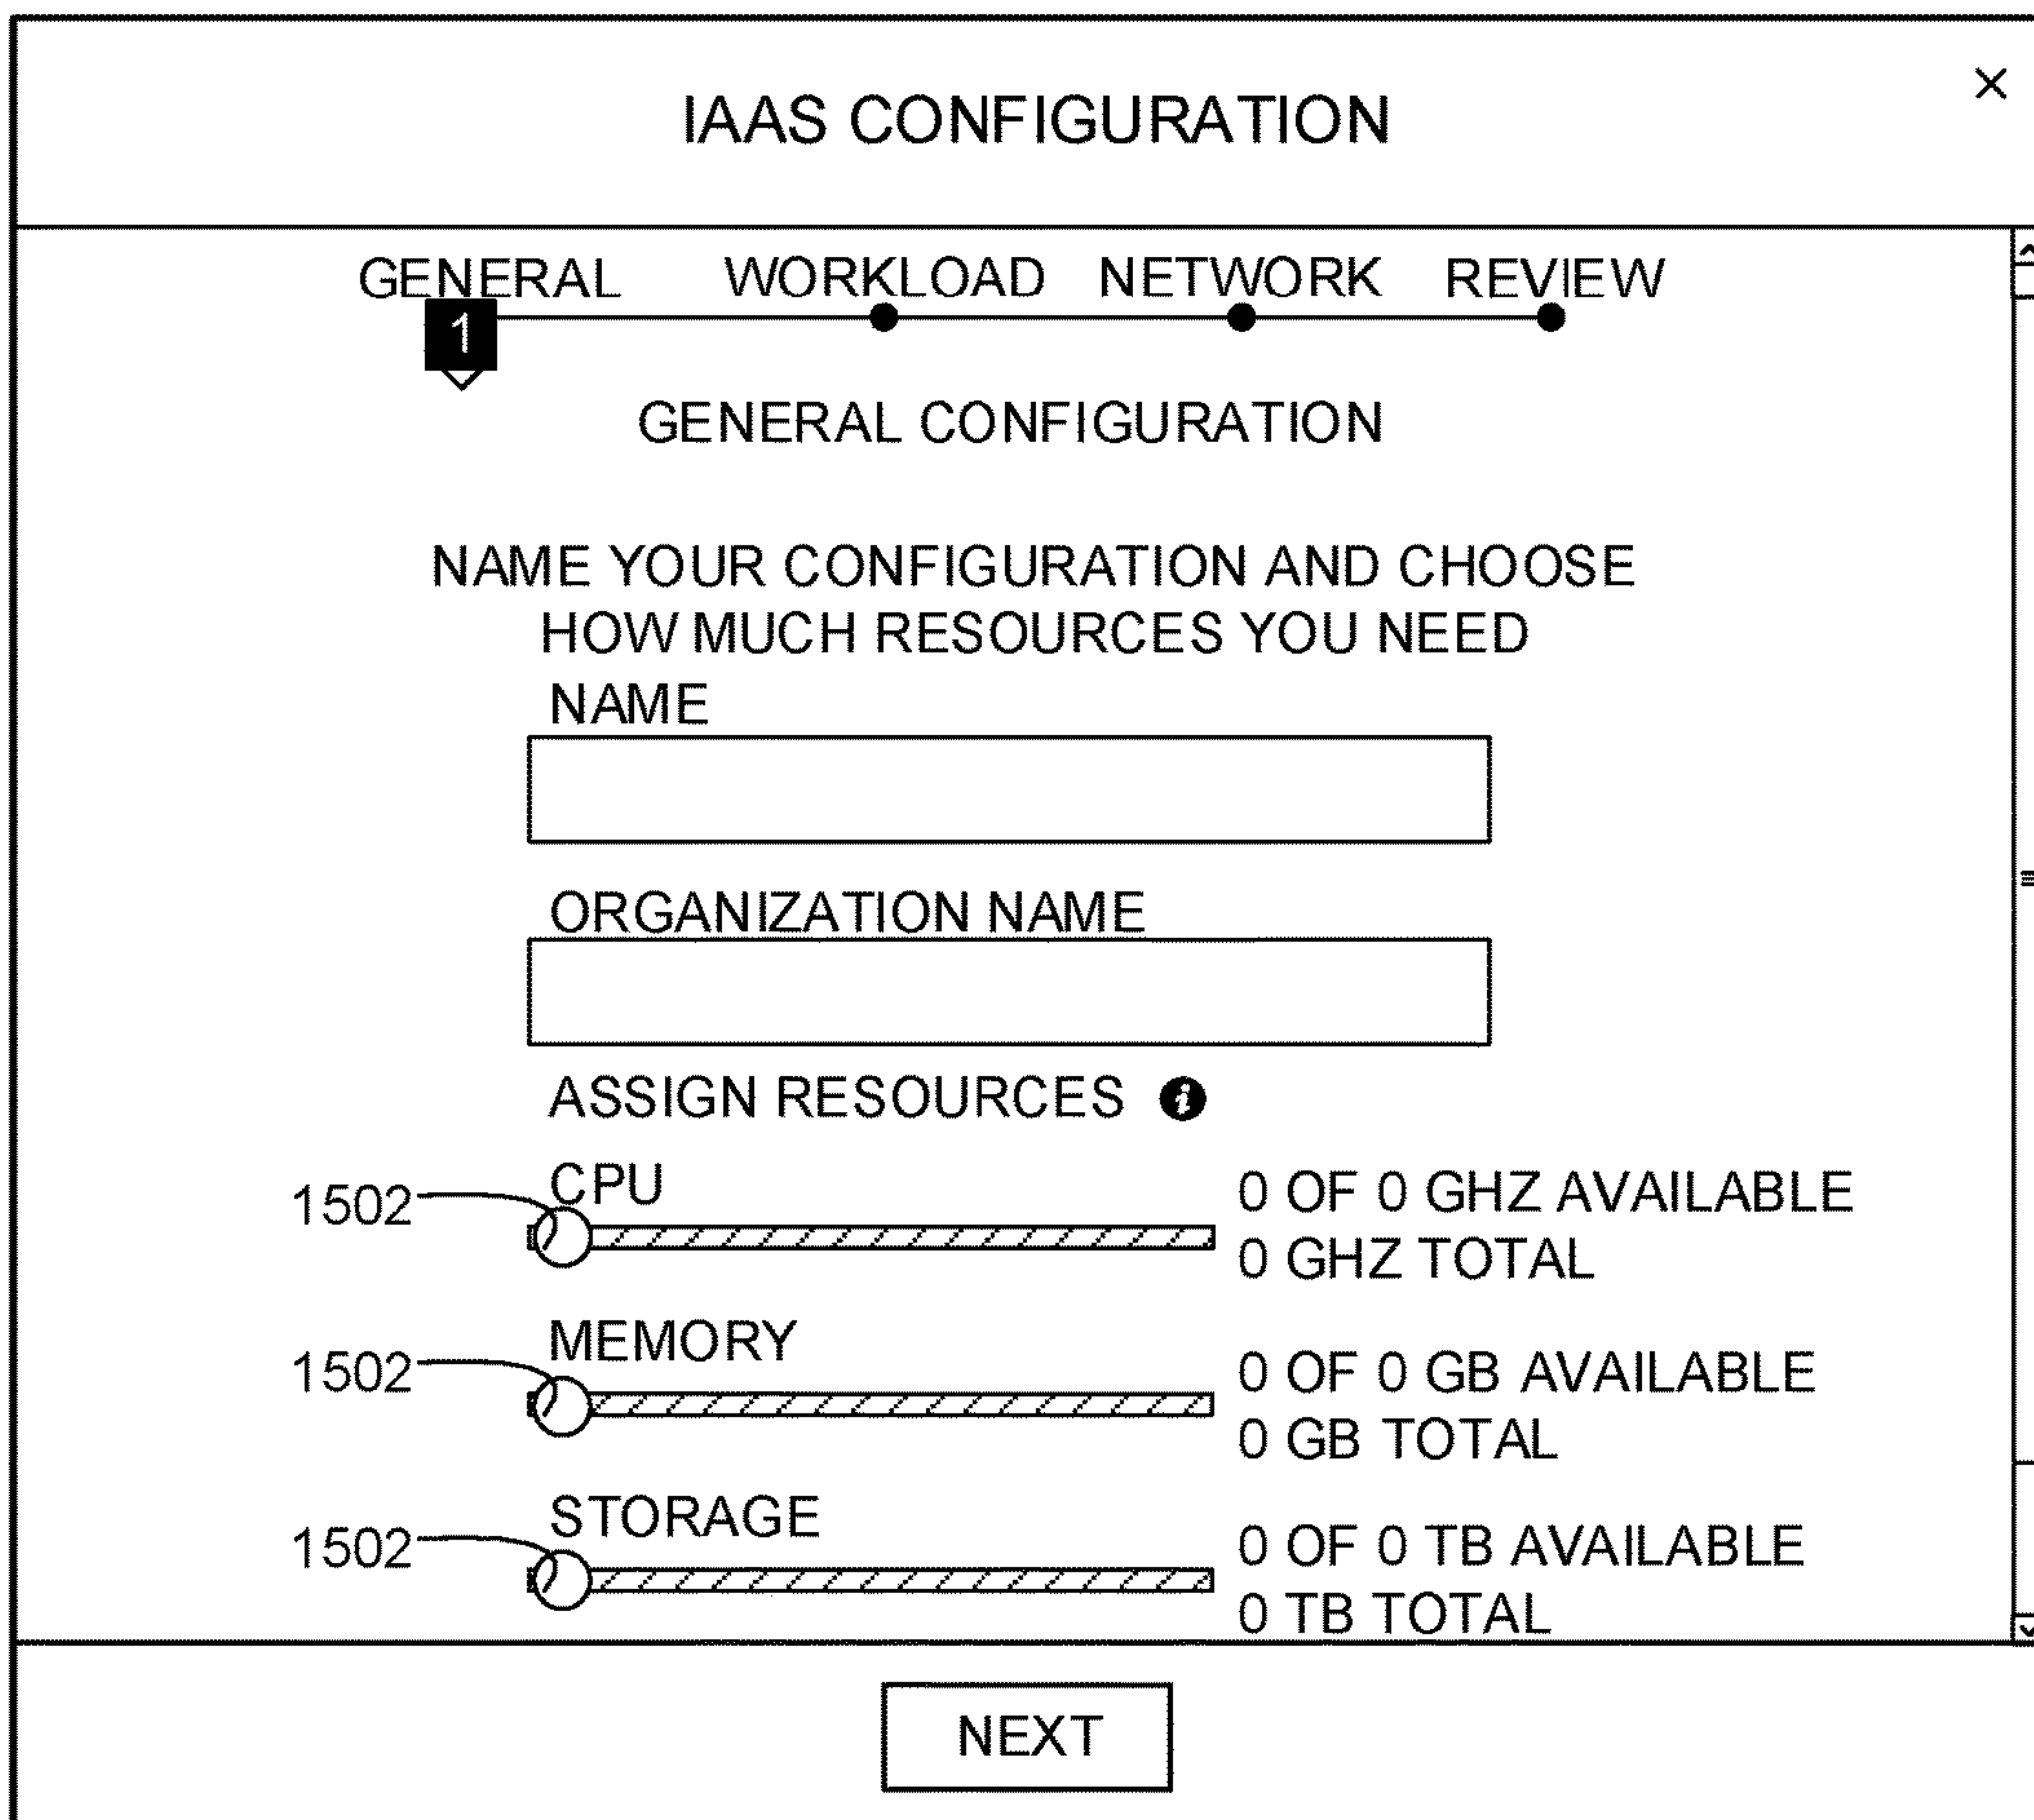 IAAS CONFIGURATION
×
GENERAL WORKLOAD NETWORK REVIEW
1
GENERAL CONFIGURATION
NAME YOUR CONFIGURATION AND CHOOSE
HOW MUCH RESOURCES YOU NEED
NAME
ORGANIZATION NAME
ASSIGN RESOURCES i
CPU
1502
0 OF 0 GHZ AVAILABLE
0 GHZ TOTAL
MEMORY
1502
0 OF 0 GB AVAILABLE
0 GB TOTAL
STORAGE
1502
0 OF 0 TB AVAILABLE
0 TB TOTAL
NEXT